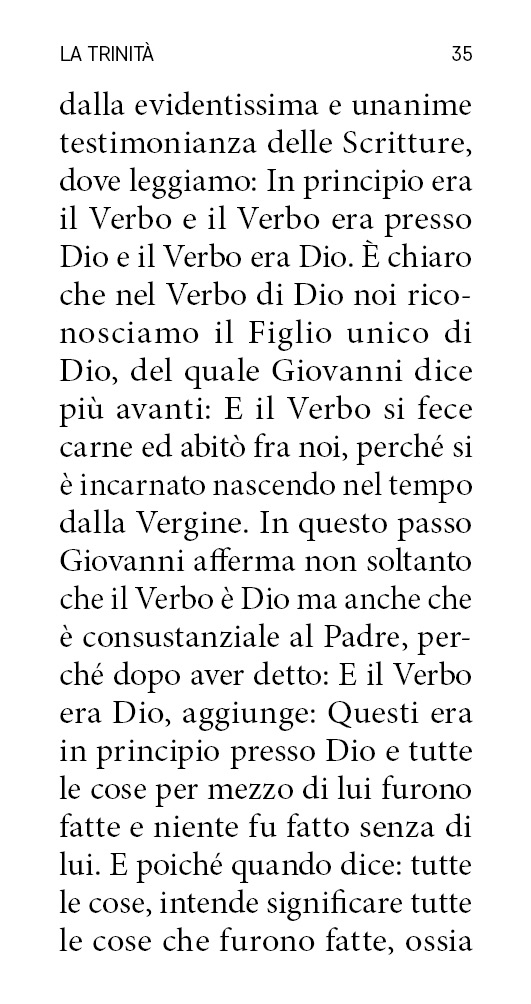 LA TRINITÀ 35
dalla evidentissima e unanime
testimonianza delle Scritture,
dove leggiamo: In principio era
il Verbo e il Verbo era presso
Dio e il Verbo era Dio. È chiaro
che nel Verbo di Dio noi rico-
nosciamo il Figlio unico di
Dio, del quale Giovanni dice
più avanti: E il Verbo si fece
carne ed abitò fra noi, perché si
è incarnato nascendo nel tempo
dalla Vergine. In questo passo
Giovanni afferma non soltanto
che il Verbo è Dio ma anche che
è consustanziale al Padre, per-
ché dopo aver detto: E il Verbo
era Dio, aggiunge: Questi era
in principio presso Dio e tutte
le cose per mezzo di lui furono
fatte e niente fu fatto senza di
lui. E poiché quando dice: tutte
le cose, intende significare tutte
le cose che furono fatte, ossia